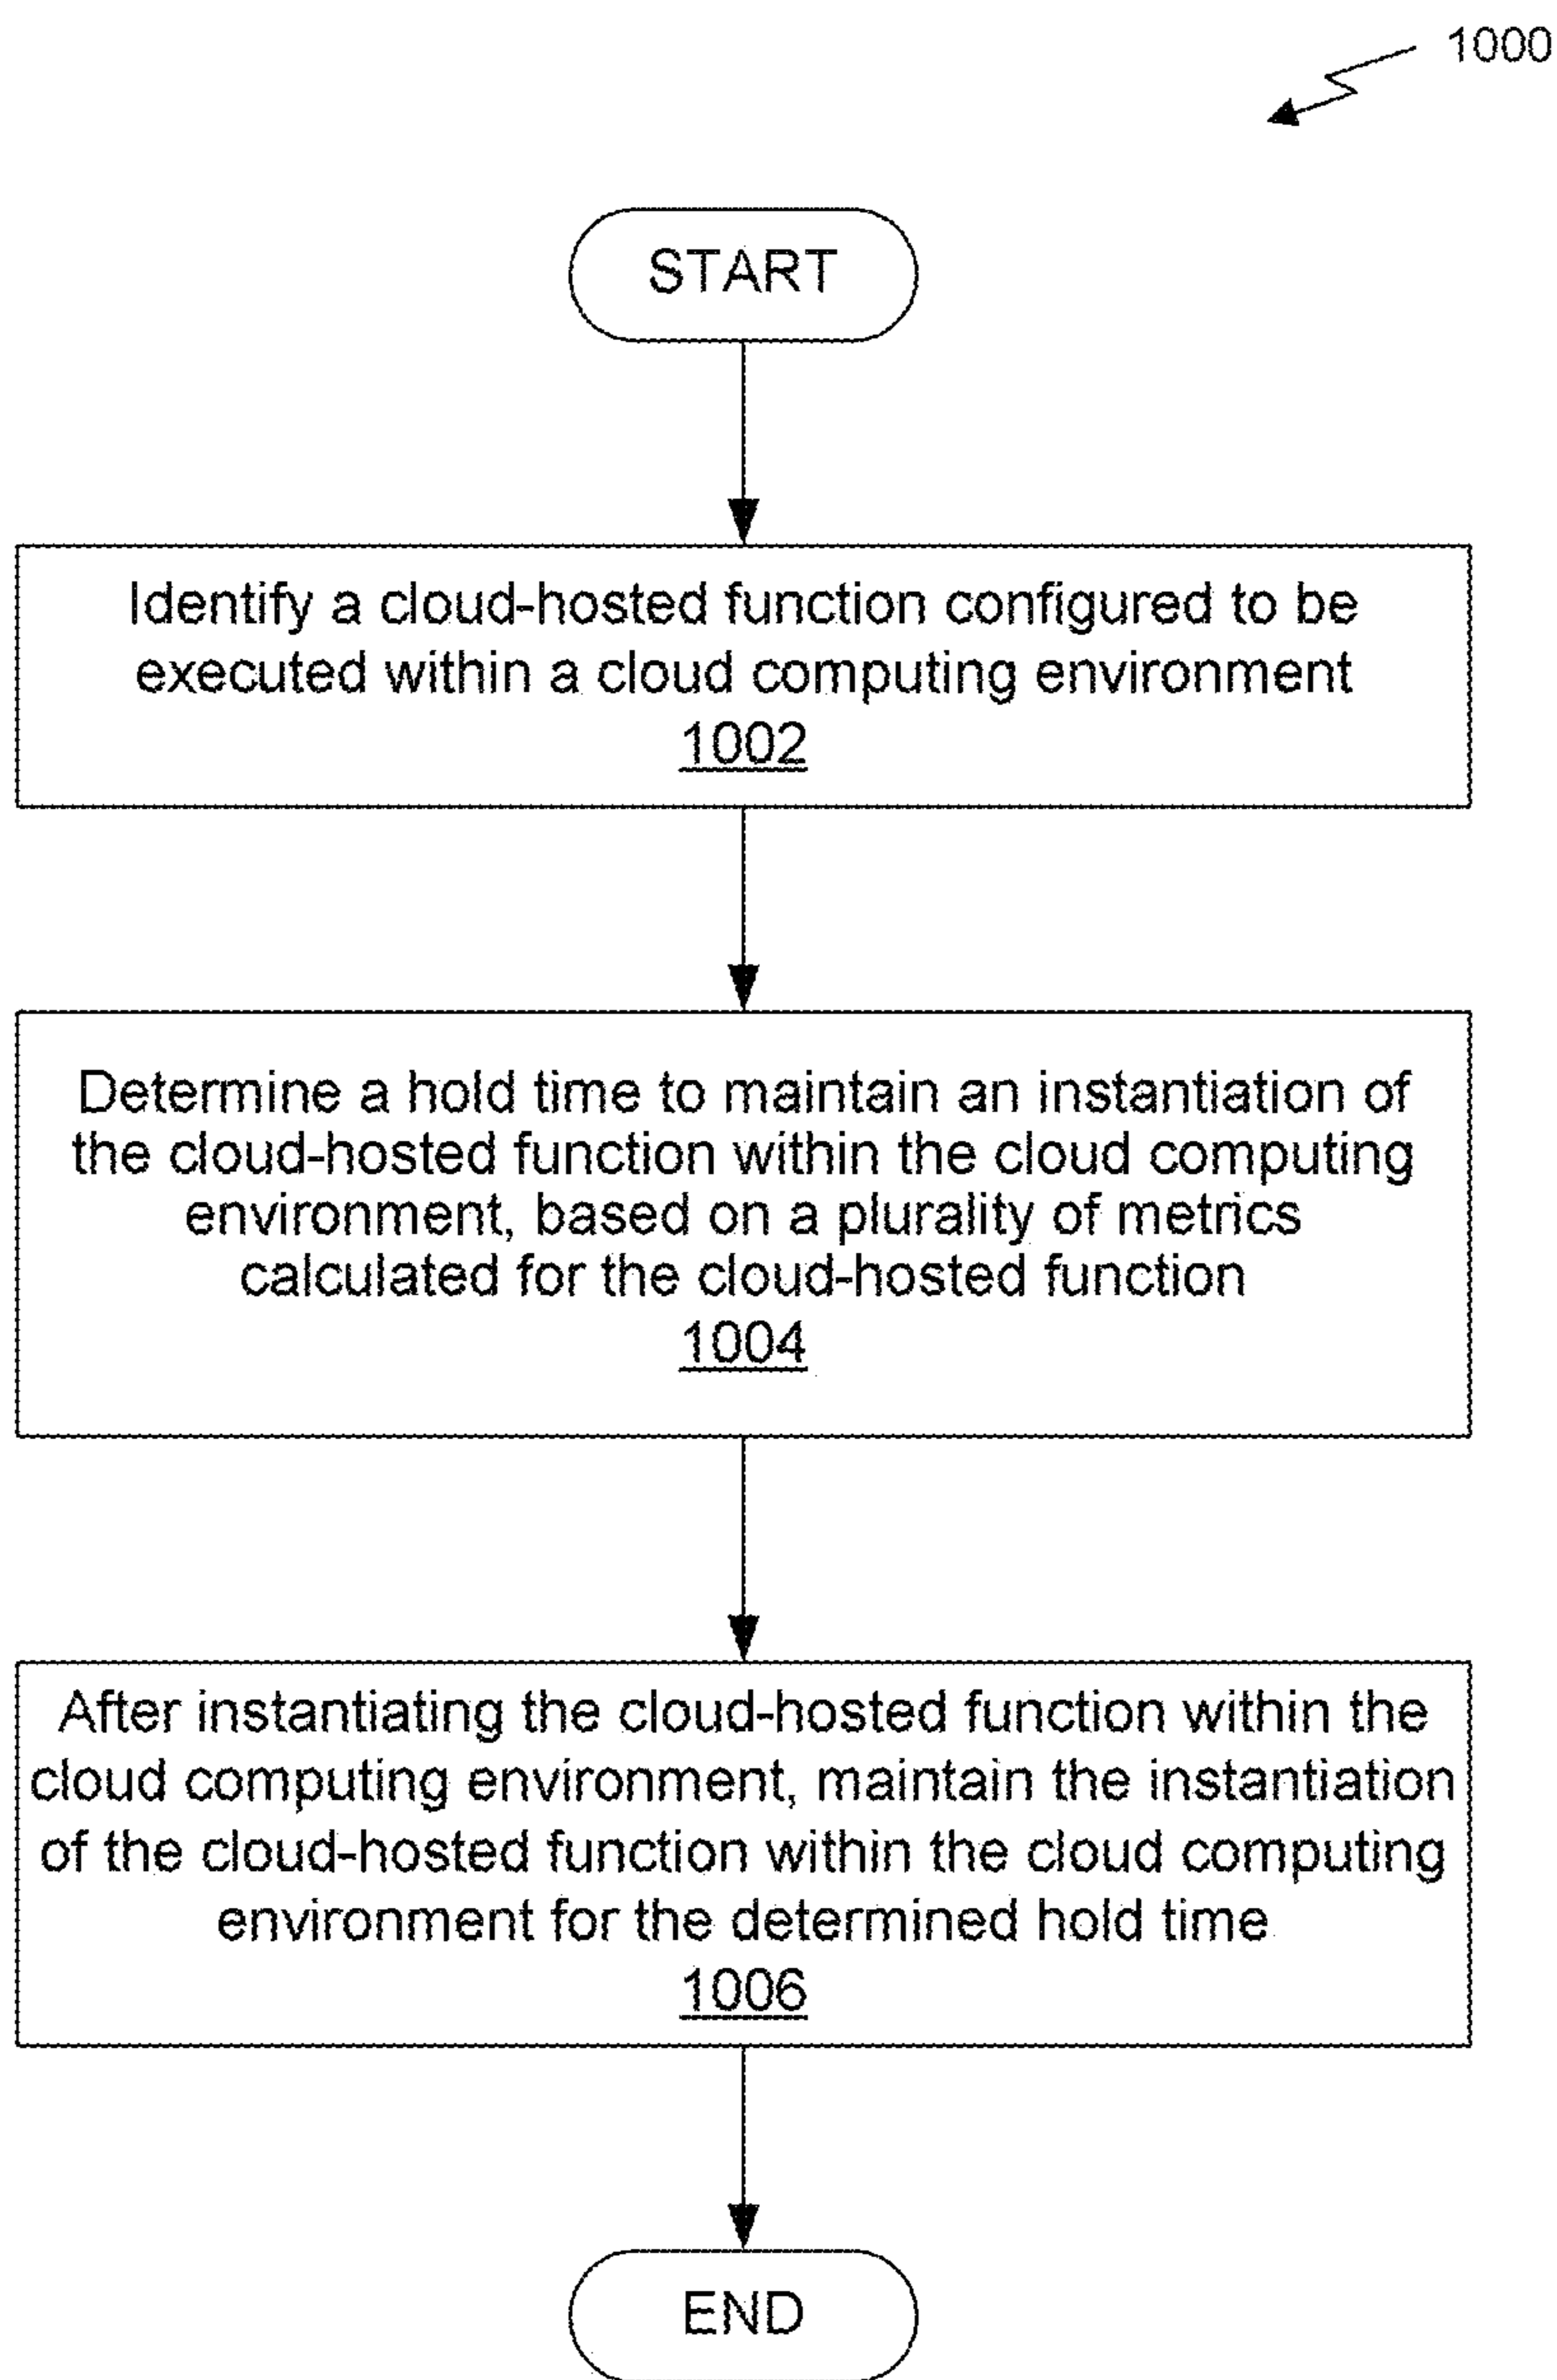 1000
START
Identify a cloud-hosted function configured to be
executed within a cloud computing environment
1002
Determine a hold time to maintain an instantiation of
the cloud-hosted function within the cloud computing
environment, based on a plurality of metrics
calculated for the cloud-hosted function
1004
After instantiating the cloud-hosted function within the
cloud computing environment, maintain the instantiation
of the cloud-hosted function within the cloud computing
environment for the determined hold time
1006
END